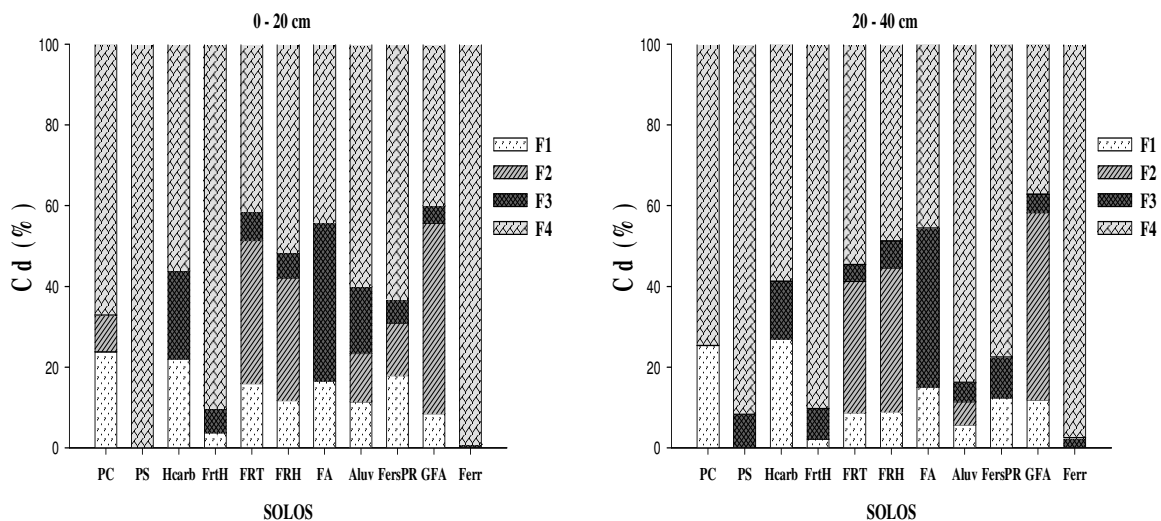 0 - 20 cm
100
80
60
40
20
0
Cd (%)
PC PS Hcarb FrtH FRT FRH FA Aluv FersPR GFA Ferr
SOLOS
F1
F2
F3
F4
20 - 40 cm
100
80
60
40
20
0
Cd (%)
PC PS Hcarb FrtH FRT FRH FA Aluv FersPR GFA Ferr
SOLOS
F1
F2
F3
F4